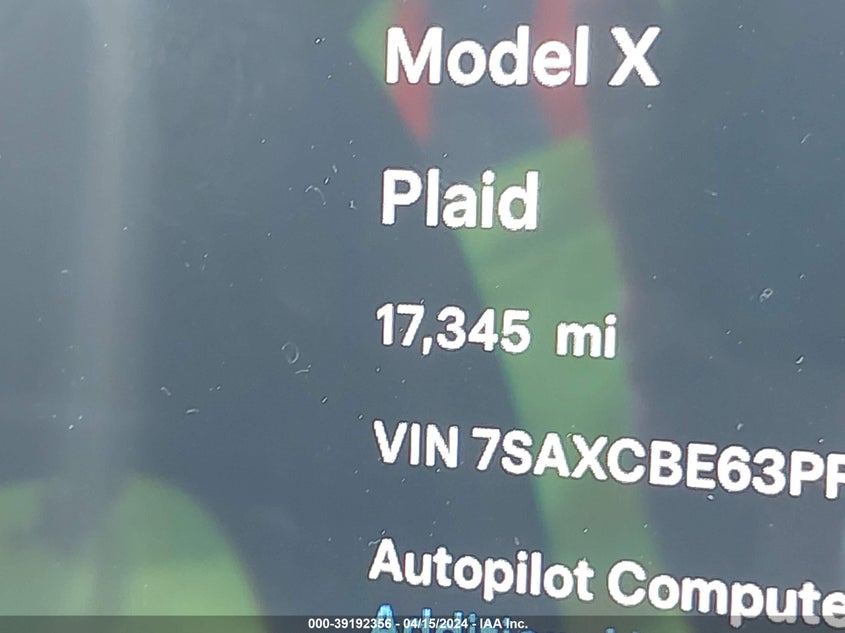 Model X
Plaid
17,345 mi
VIN 7SAXCBE63PF
Autopilot Compute
000-39192356 - 04/15/2024 - IAA Inc.